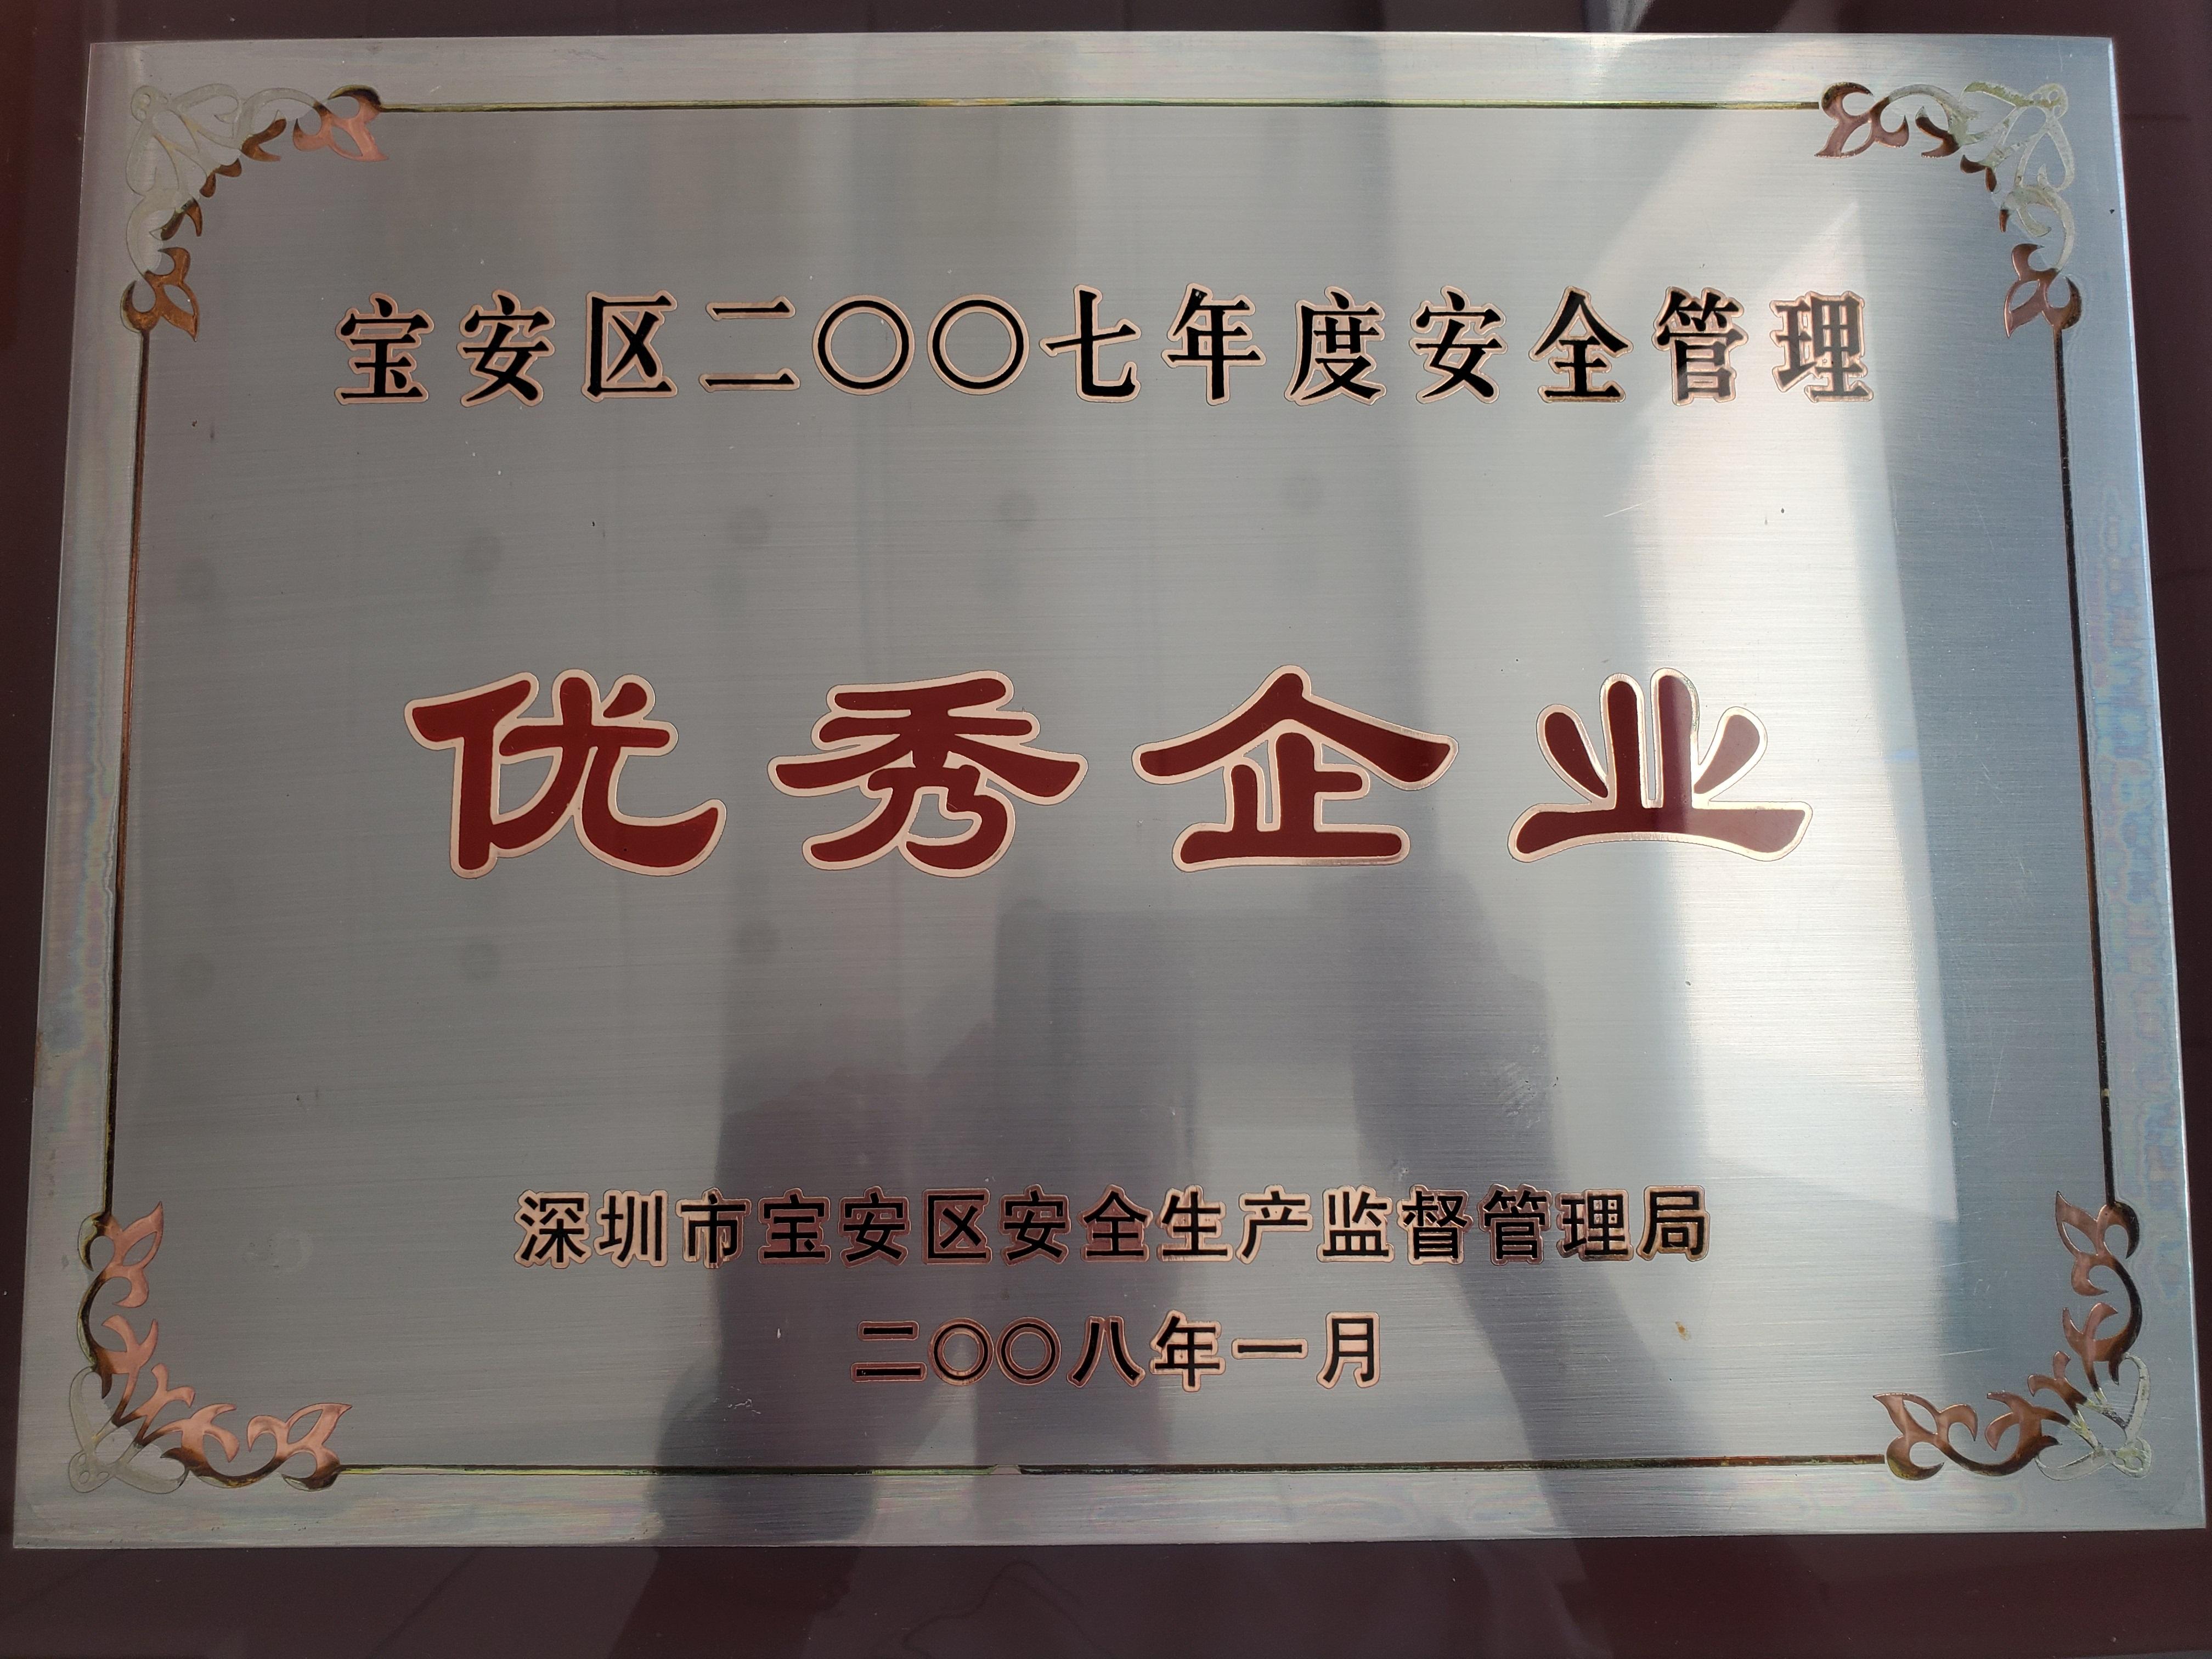 宝安区二〇〇七年度安全管理
优秀企业
深圳市宝安区安全生产监督管理局
二〇〇八年一月